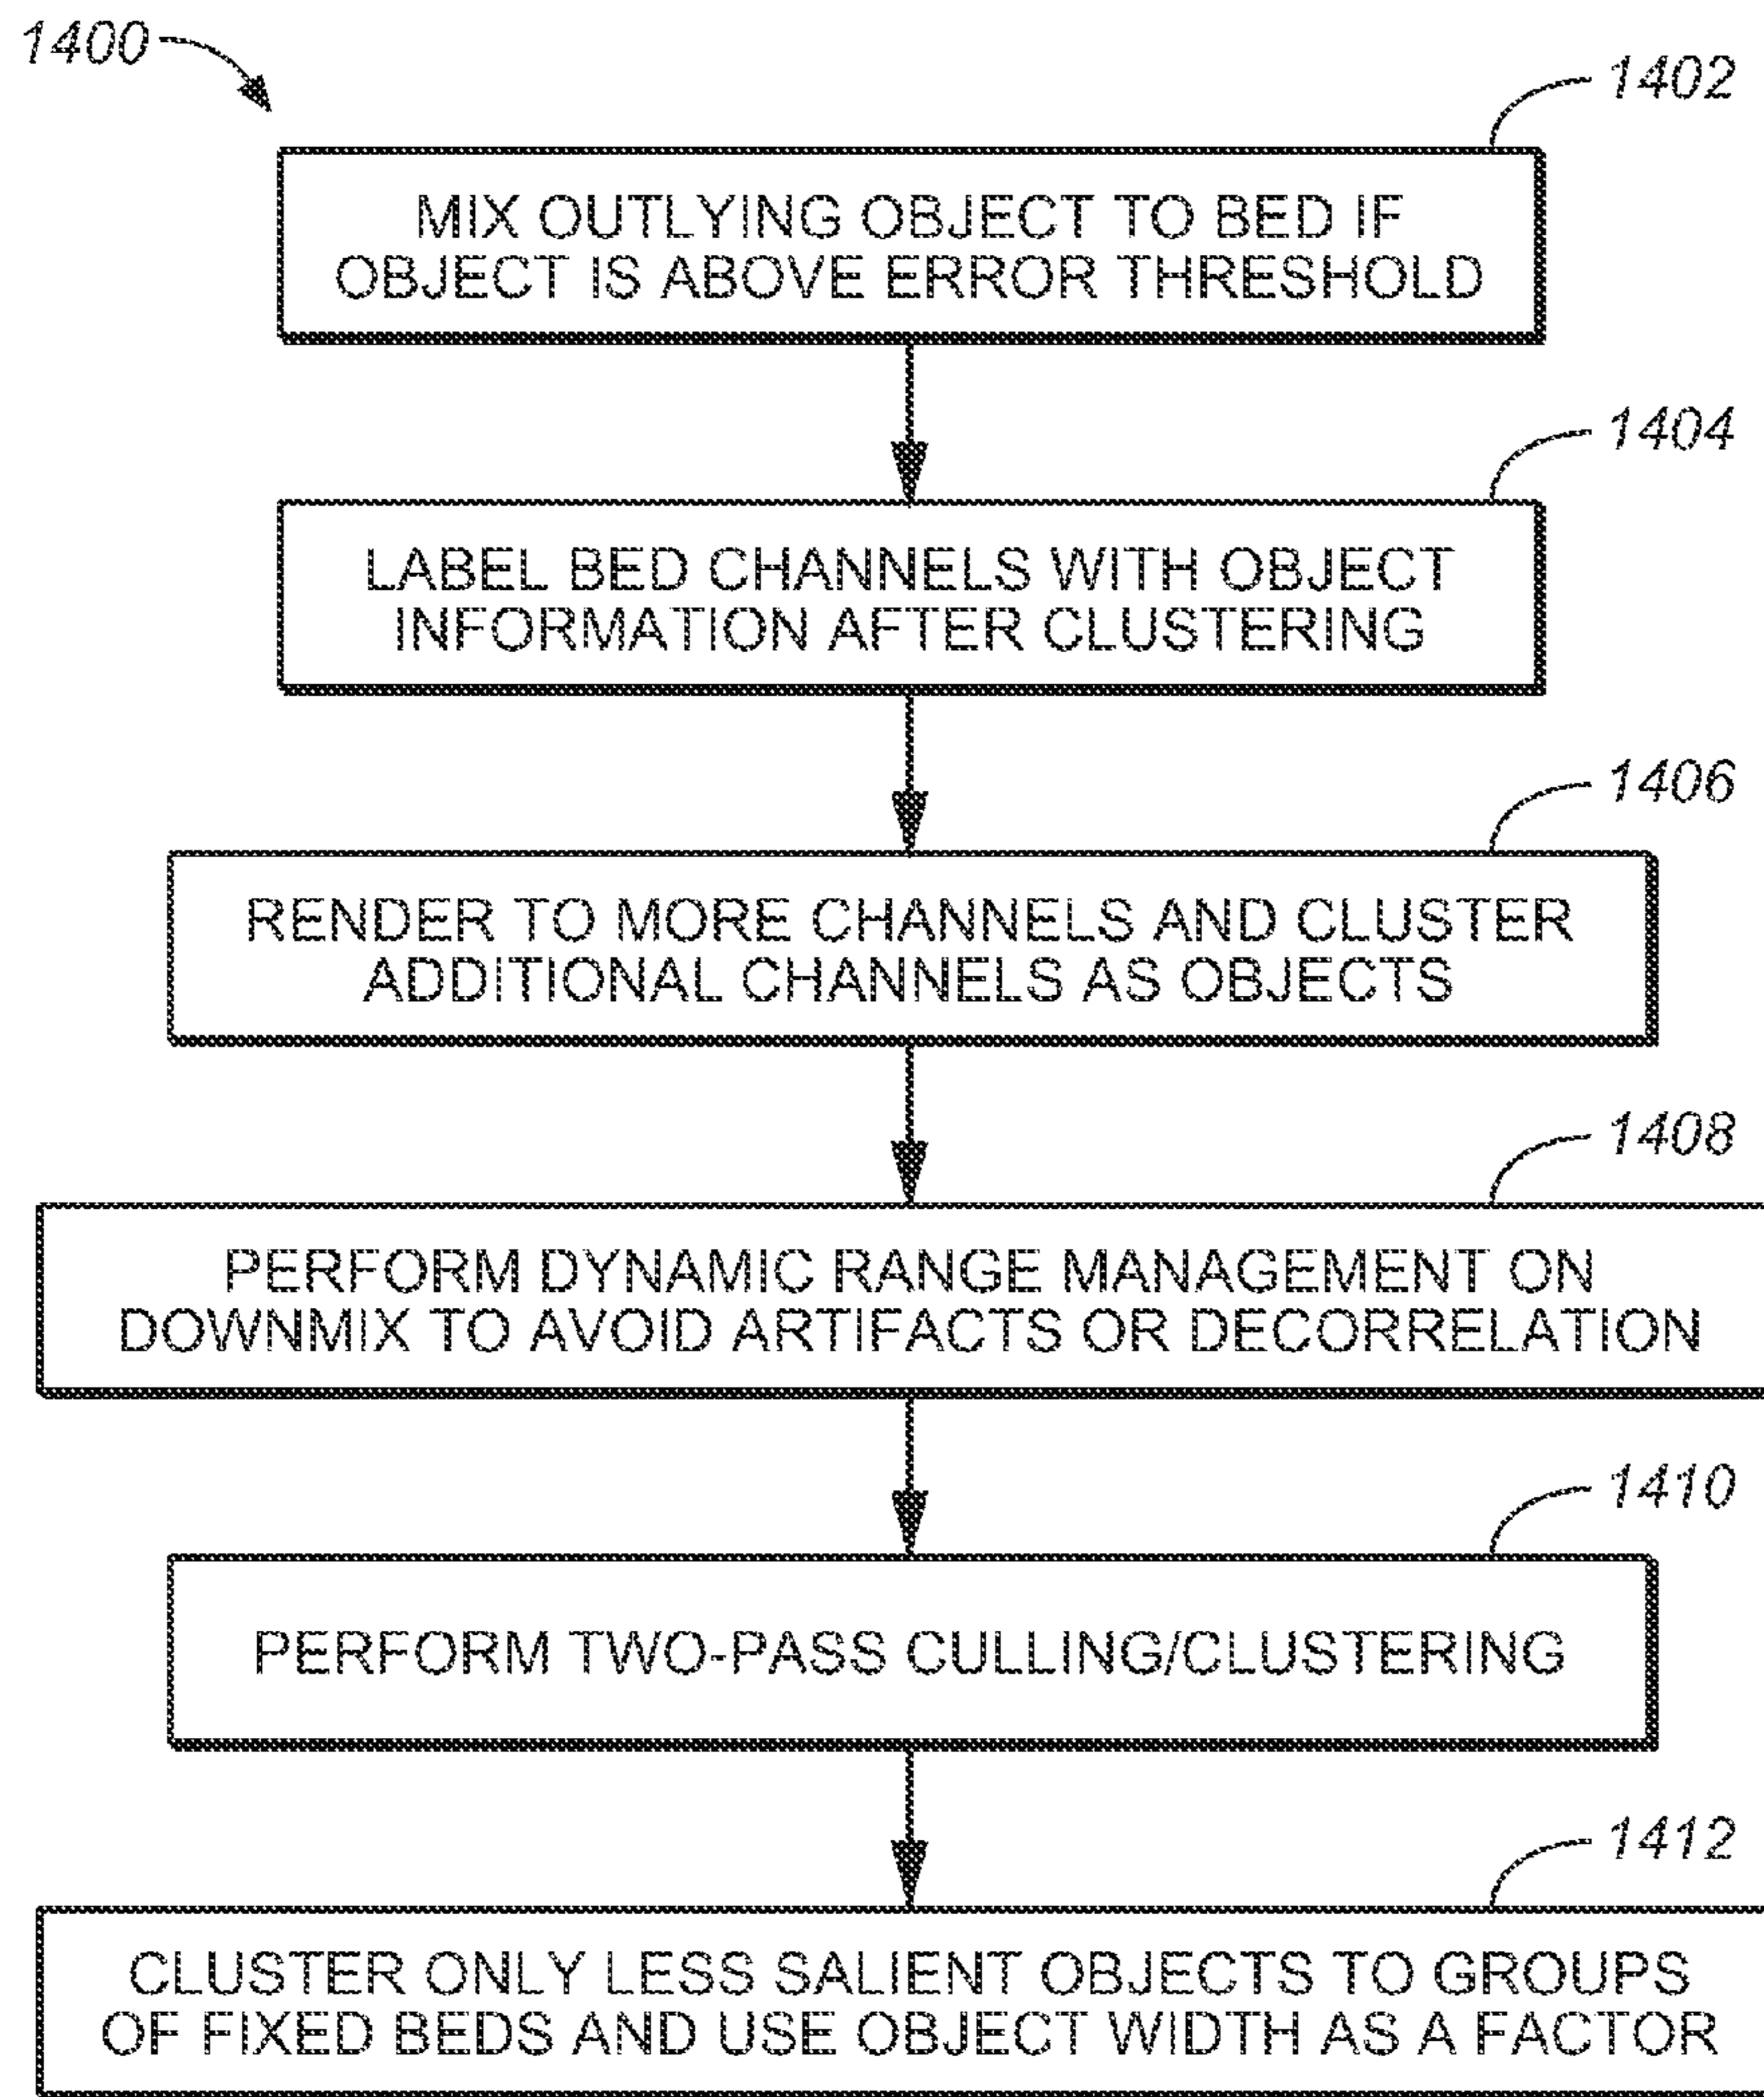 1400
1402
MIX OUTLYING OBJECT TO BED IF
OBJECT IS ABOVE ERROR THRESHOLD
1404
LABEL BED CHANNELS WITH OBJECT
INFORMATION AFTER CLUSTERING
1406
RENDER TO MORE CHANNELS AND CLUSTER
ADDITIONAL CHANNELS AS OBJECTS
1408
PERFORM DYNAMIC RANGE MANAGEMENT ON
DOWNMIX TO AVOID ARTIFACTS OR DECORRELATION
1410
PERFORM TWO-PASS CULLING/CLUSTERING
1412
CLUSTER ONLY LESS SALIENT OBJECTS TO GROUPS
OF FIXED BEDS AND USE OBJECT WIDTH AS A FACTOR